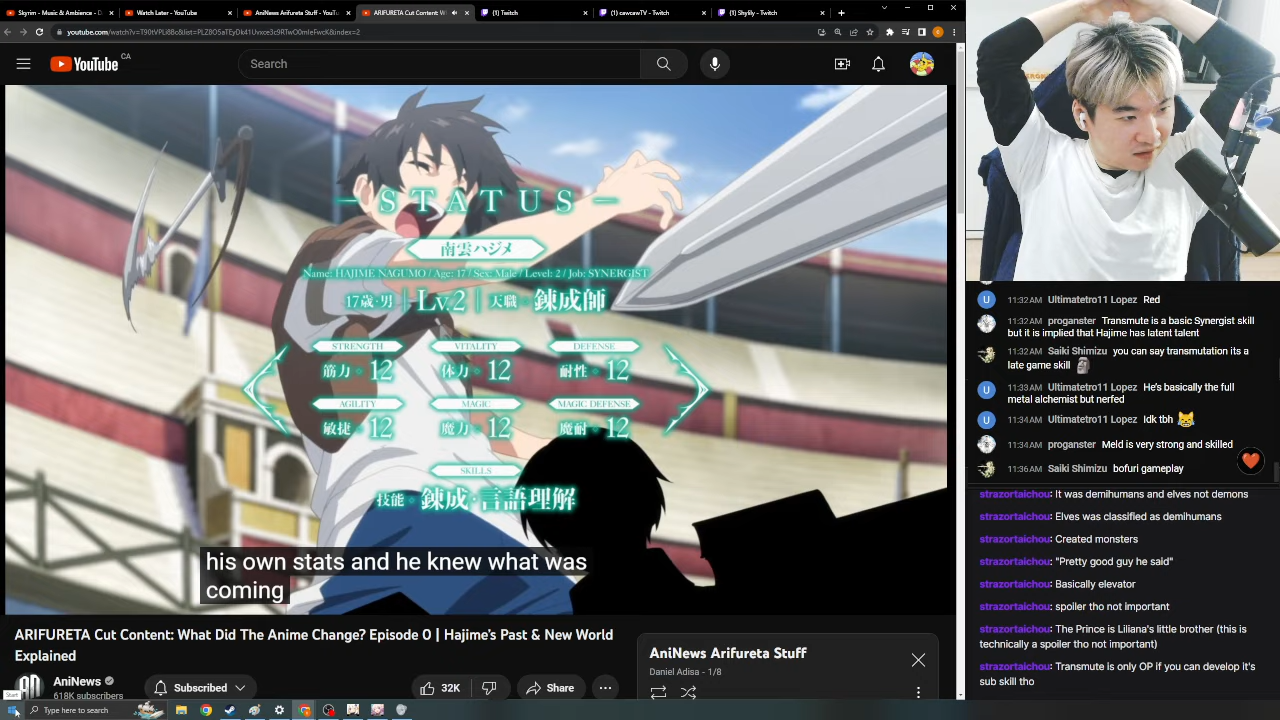 Slgrim - Music & Ambience - D
Watch Later - YouTube
AniNews Arifureta Stuff - YouTu
ARIFURETA Cut Content: W
(1) Twitch
(1) cawcawTV - Twitch
(1) Shylily - Twitch
YouTube CA
Search
STATUS
南雲ハジメ
Name: HAJIME NAGUMO / Age: 17 / Sex: Male / Level: 2 / Job: SYNERGIST
17歳・男 Lv.2 天職 錬成師
STRENGTH VITALITY DEFENSE
筋力 12 体力 12 耐性 12
AGILITY MAGIC MAGIC DEFENSE
敏捷 12 魔力 12 魔耐 12
SKILLS
技能 錬成・言語理解
his own stats and he knew what was
coming
ARIFURETA Cut Content: What Did The Anime Change? Episode 0 | Hajime's Past & New World
Explained
AniNews
618K subscribers
Subscribed
32K
Share
AniNews Arifureta Stuff
Daniel Adisa - 1/8
Start
Type here to search
11:32 AM Ultimatetro11 Lopez Red
11:32 AM proganster Transmute is a basic Synergist skill
but it is implied that Hajime has latent talent
11:32 AM Saiki Shimizu you can say transmutation its a
late game skill
11:33 AM Ultimatetro11 Lopez He's basically the full
metal alchemist but nerfed
11:34 AM Ultimatetro11 Lopez Idk tbh
11:34 AM proganster Meld is very strong and skilled
11:36 AM Saiki Shimizu bofuri gameplay
strazortaichou: It was demihumans and elves not demons
strazortaichou: Elves was classified as demihumans
strazortaichou: Created monsters
strazortaichou: "Pretty good guy he said"
strazortaichou: Basically elevator
strazortaichou: spoiler tho not important
strazortaichou: The Prince is Liliana's little brother (this is
technically a spoiler tho not important)
strazortaichou: Transmute is only OP if you can develop it's
sub skill tho